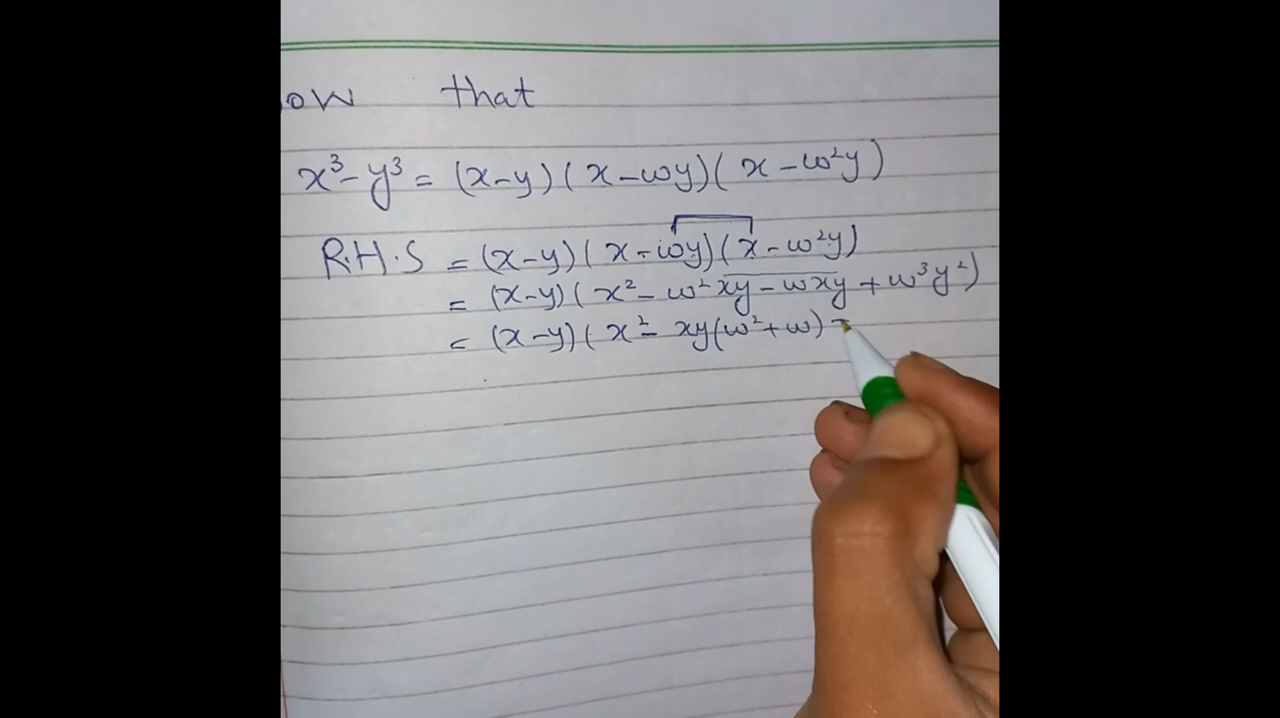 ow that
x³ - y³ = (x-y)(x-ωy)(x-ω²y)
R.H.S = (x-y)(x-ωy)(x-ω²y)
= (x-y)(x² - ω²xy - ωxy + ω³y²)
= (x-y)(x² - xy(ω²+ω)